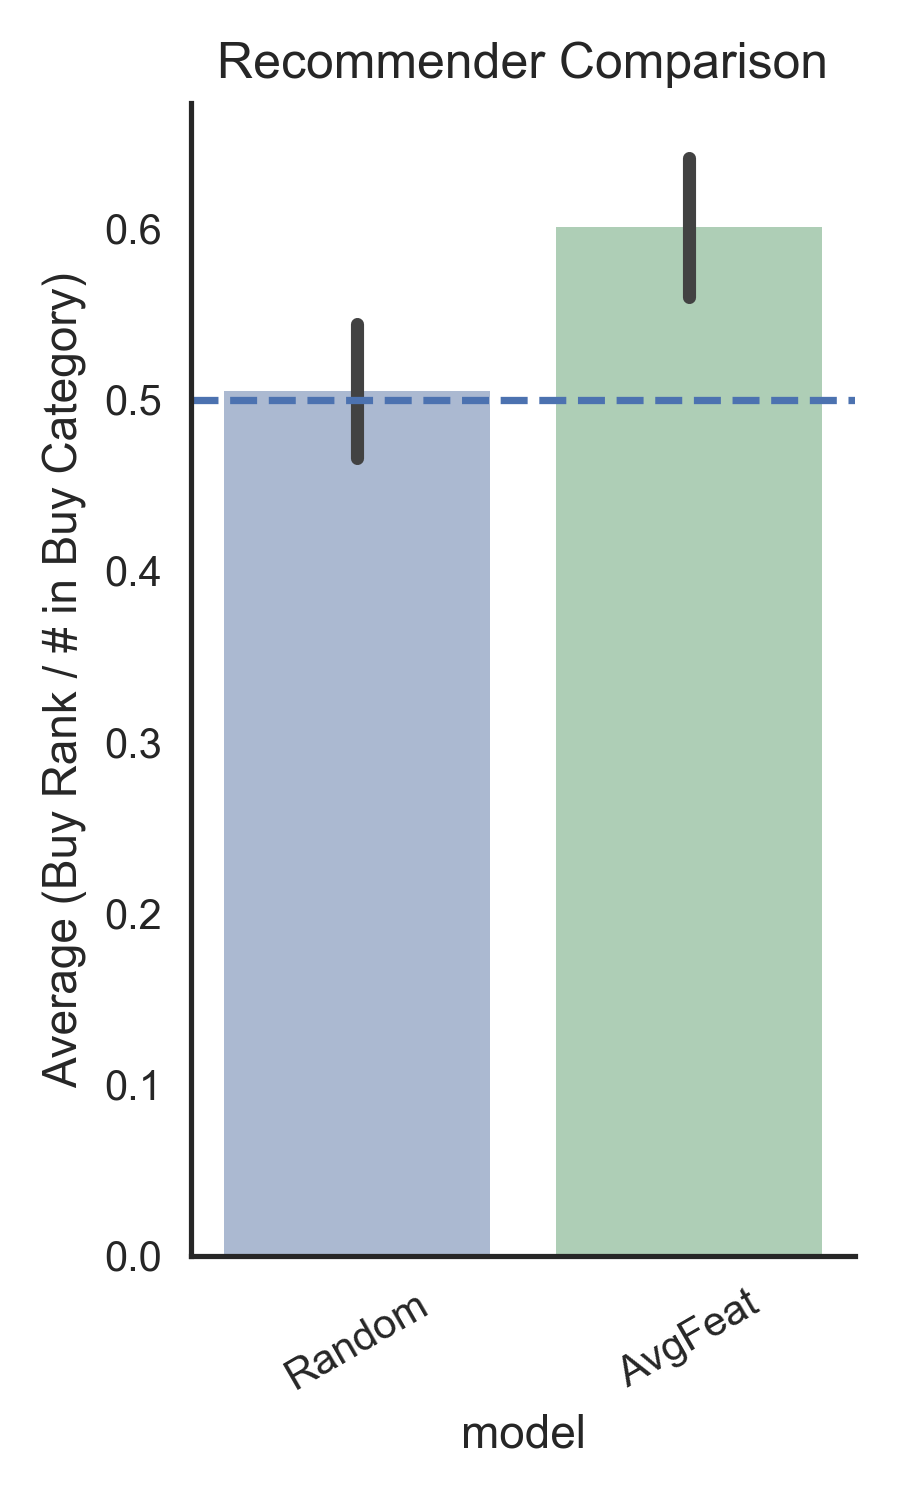 Recommender Comparison
Average (Buy Rank / # in Buy Category)
0.6
0.5
0.4
0.3
0.2
0.1
0.0
Random
AvgFeat
model